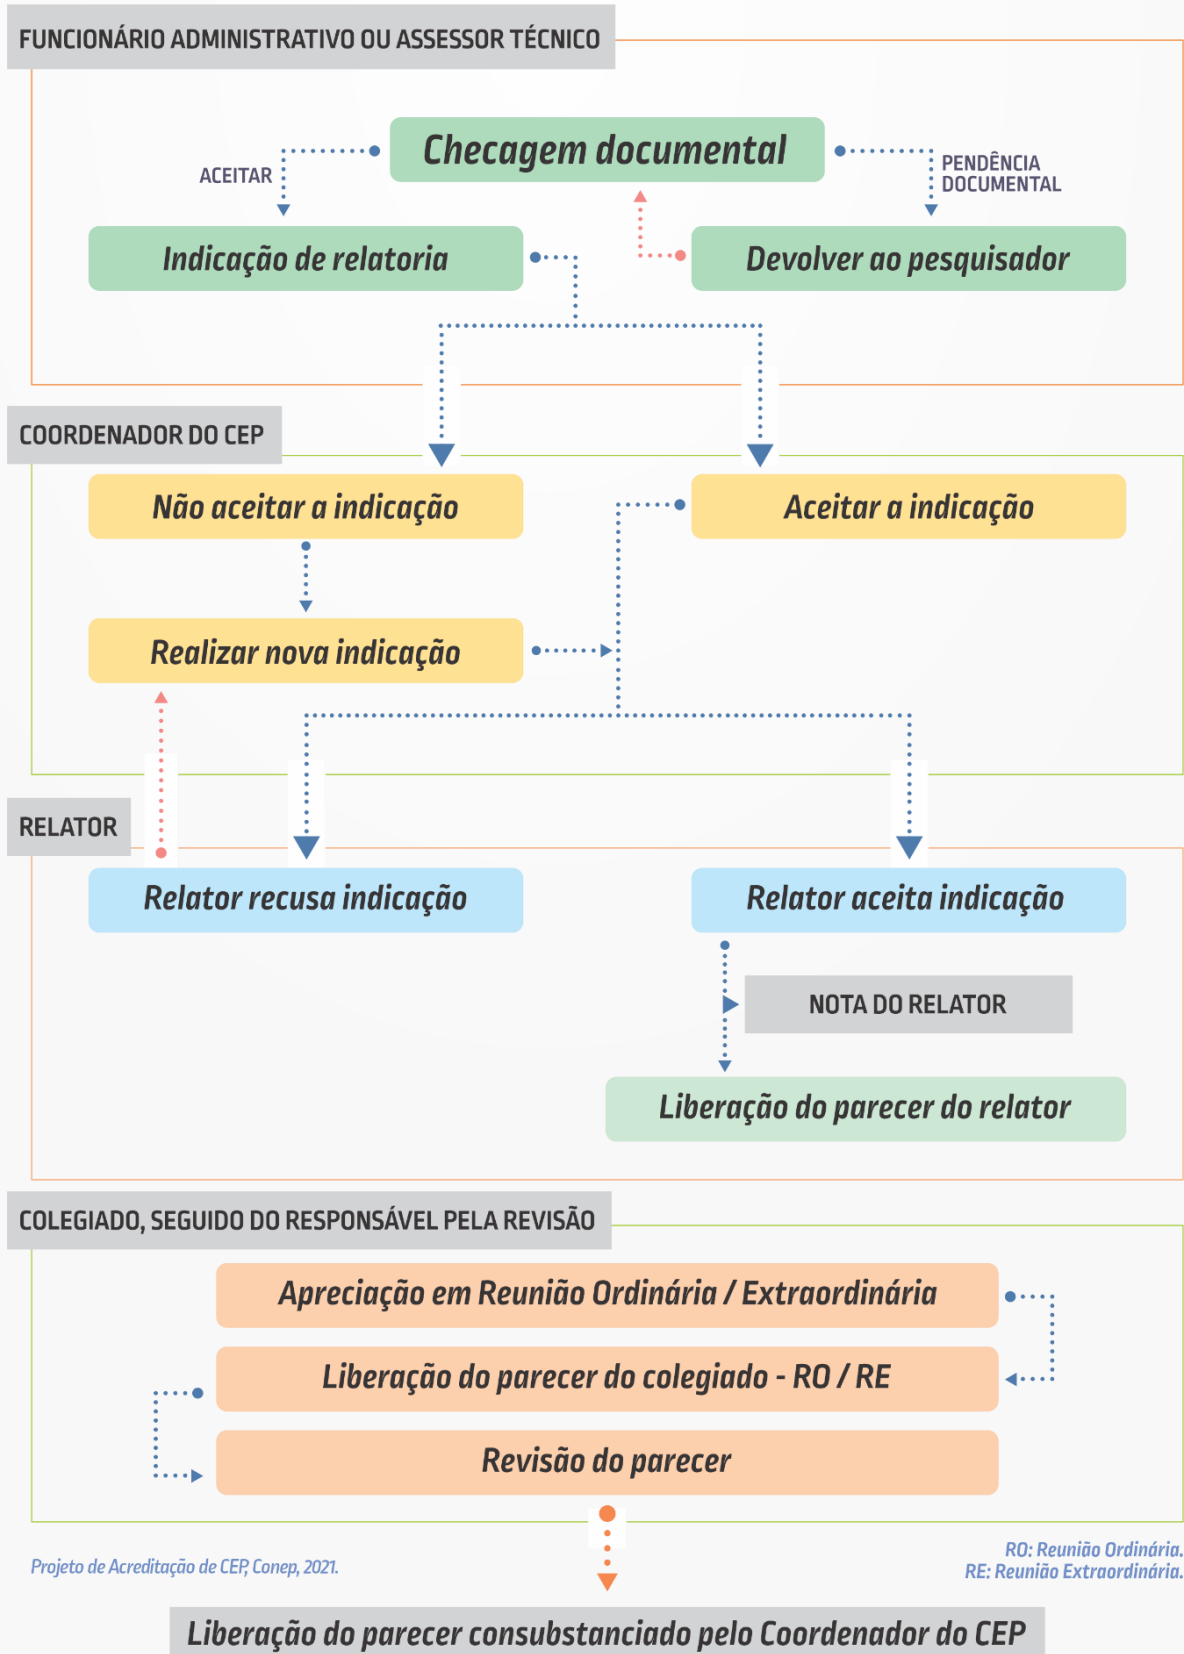 FUNCIONÁRIO ADMINISTRATIVO OU ASSESSOR TÉCNICO
Checagem documental
ACEITAR
PENDÊNCIA
DOCUMENTAL
Indicação de relatoria
Devolver ao pesquisador
COORDENADOR DO CEP
Não aceitar a indicação
Aceitar a indicação
Realizar nova indicação
RELATOR
Relator recusa indicação
Relator aceita indicação
NOTA DO RELATOR
Liberação do parecer do relator
COLEGIADO, SEGUIDO DO RESPONSÁVEL PELA REVISÃO
Apreciação em Reunião Ordinária / Extraordinária
Liberação do parecer do colegiado - RO / RE
Revisão do parecer
Projeto de Acreditação de CEP, Conep, 2021.
RO: Reunião Ordinária.
RE: Reunião Extraordinária.
Liberação do parecer consubstanciado pelo Coordenador do CEP